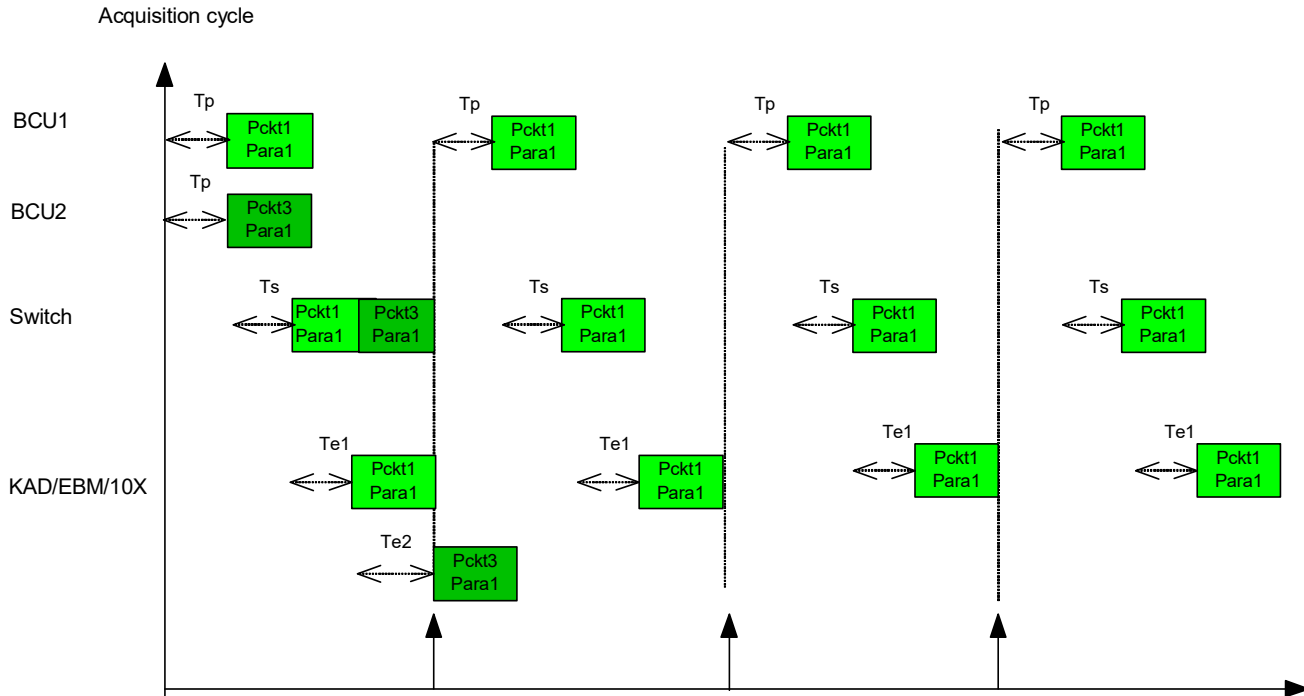 Acquisition cycle
BCU1
Tp
Pckt1
Para1
Tp
Pckt1
Para1
Tp
Pckt1
Para1
Tp
Pckt1
Para1
BCU2
Tp
Pckt3
Para1
Switch
Ts
Pckt1
Para1
Pckt3
Para1
Ts
Pckt1
Para1
Ts
Pckt1
Para1
Ts
Pckt1
Para1
KAD/EBM/10X
Te1
Pckt1
Para1
Te1
Pckt1
Para1
Te1
Pckt1
Para1
Te1
Pckt1
Para1
Te2
Pckt3
Para1